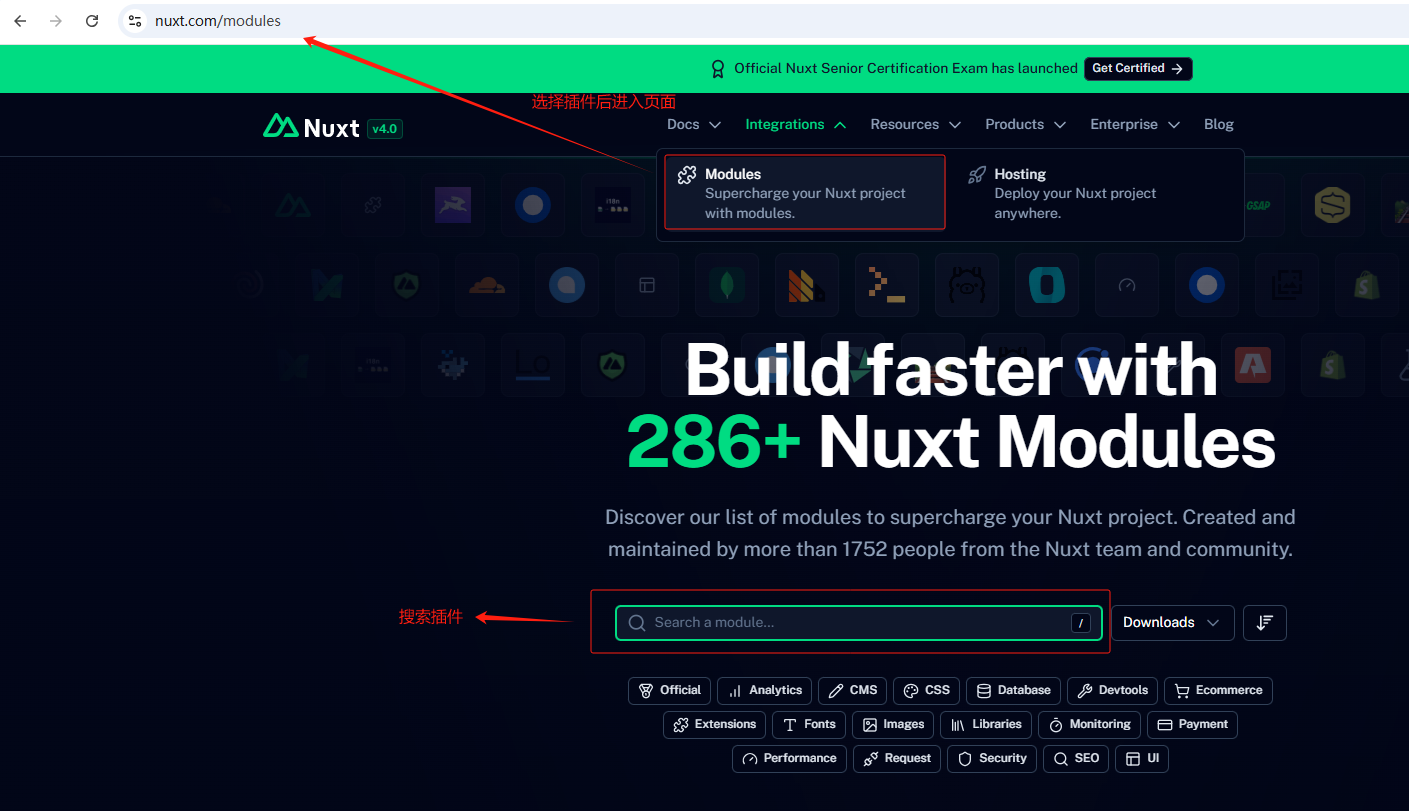 nuxt.com/modules
Official Nuxt Senior Certification Exam has launched Get Certified →
选择插件后进入页面
Nuxt v4.0 Docs Integrations Resources Products Enterprise Blog
Modules
Supercharge your Nuxt project
with modules.
Hosting
Deploy your Nuxt project
anywhere.
i18n
GSAP
Build faster with
286+ Nuxt Modules
Discover our list of modules to supercharge your Nuxt project. Created and
maintained by more than 1752 people from the Nuxt team and community.
搜索插件
Search a module... / Downloads
Official Analytics CMS CSS Database Devtools Ecommerce
Extensions Fonts Images Libraries Monitoring Payment
Performance Request Security SEO UI